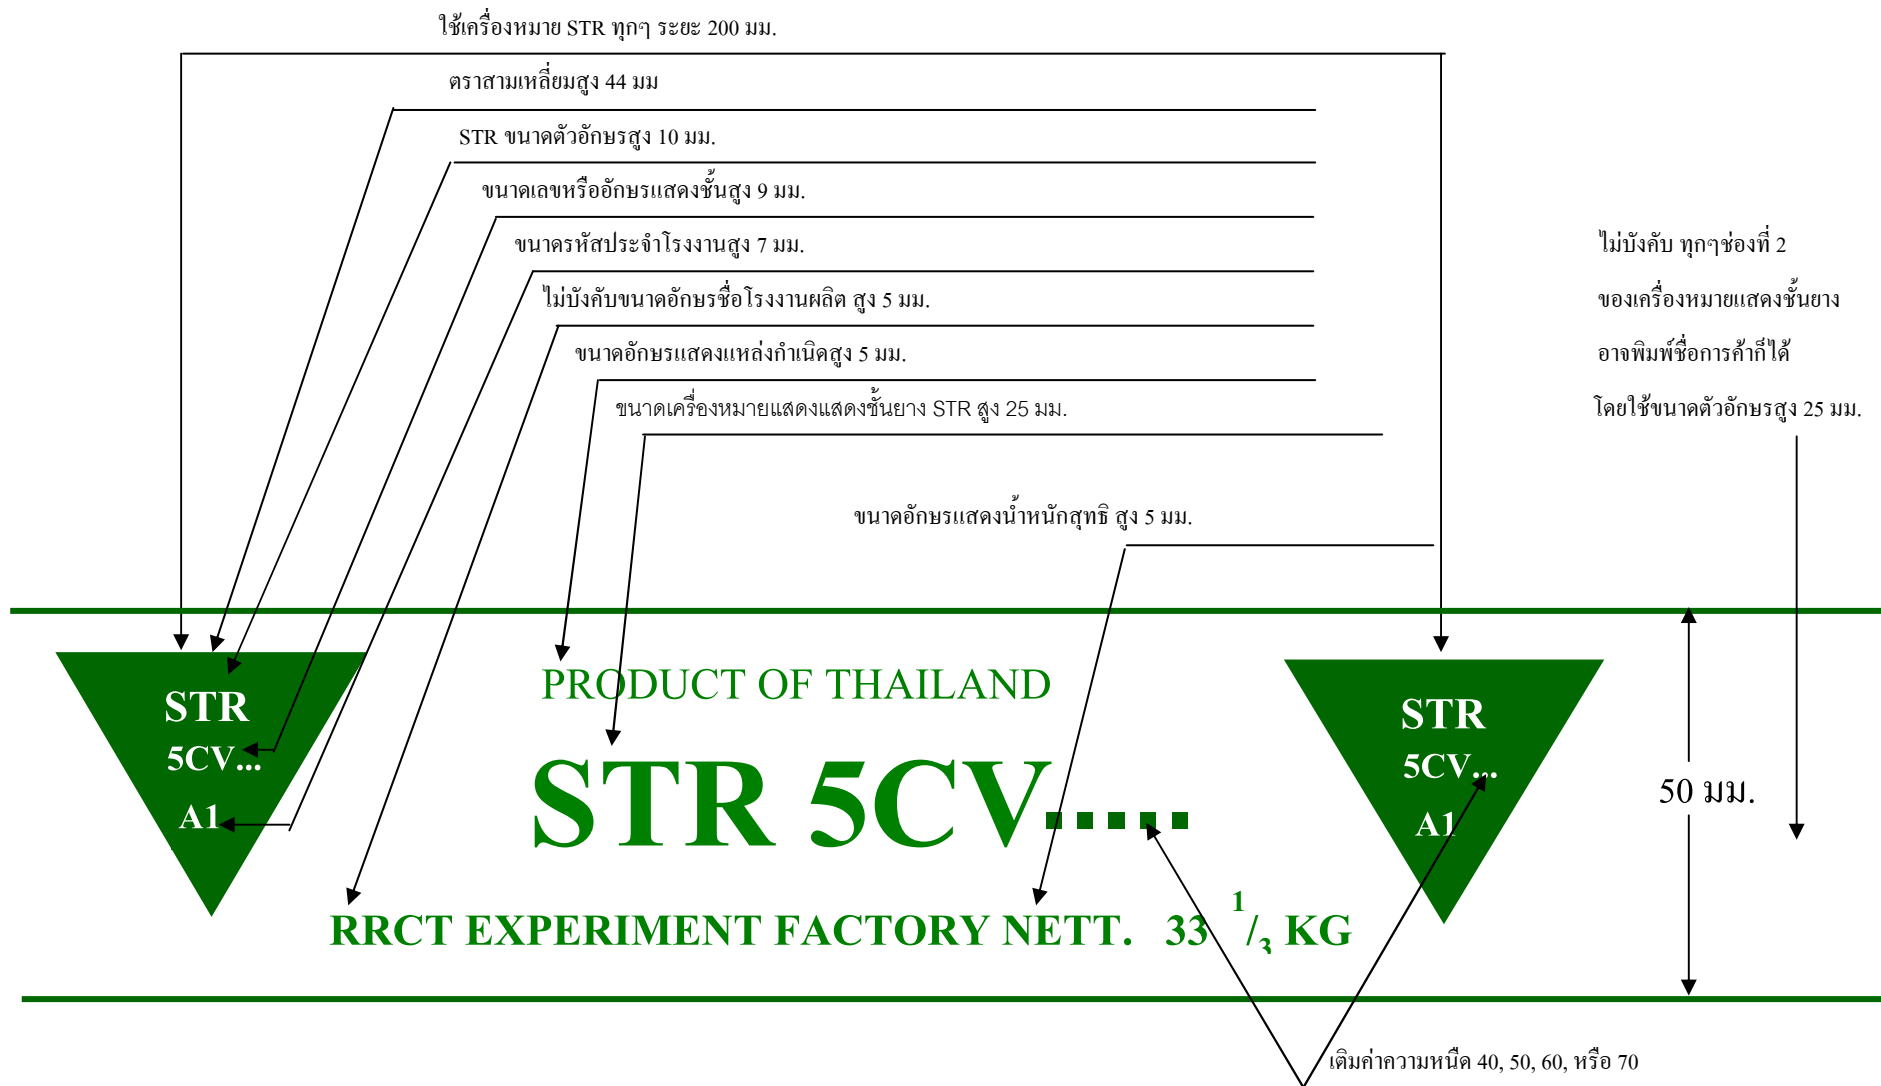 ใช้เครื่องหมาย STR ทุกๆ ระยะ 200 มม.
ตราสามเหลี่ยมสูง 44 มม
STR ขนาดตัวอักษรสูง 10 มม.
ขนาดเลขหรืออักษรแสดงชั้นสูง 9 มม.
ขนาดรหัสประจำโรงงานสูง 7 มม.
ไม่บังคับขนาดอักษรชื่อโรงงานผลิต สูง 5 มม.
ขนาดอักษรแสดงแหล่งกำเนิดสูง 5 มม.
ขนาดเครื่องหมายแสดงแสดงชั้นยาง STR สูง 25 มม.
ขนาดอักษรแสดงน้ำหนักสุทธิ สูง 5 มม.
ไม่บังคับ ทุกๆช่องที่ 2
ของเครื่องหมายแสดงชั้นยาง
อาจพิมพ์ชื่อการค้าก็ได้
โดยใช้ขนาดตัวอักษรสูง 25 มม.
STR
5CV...
A1
PRODUCT OF THAILAND
STR 5CV.....
RRCT EXPERIMENT FACTORY NETT. 33 1/3 KG
STR
5CV...
A1
50 มม.
เติมค่าความหนืด 40, 50, 60, หรือ 70